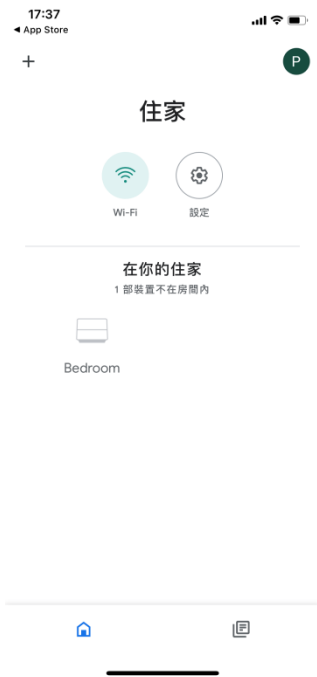 17:37
◀ App Store
P
住家
Wi-Fi
設定
在你的住家
1 部裝置不在房間內
Bedroom